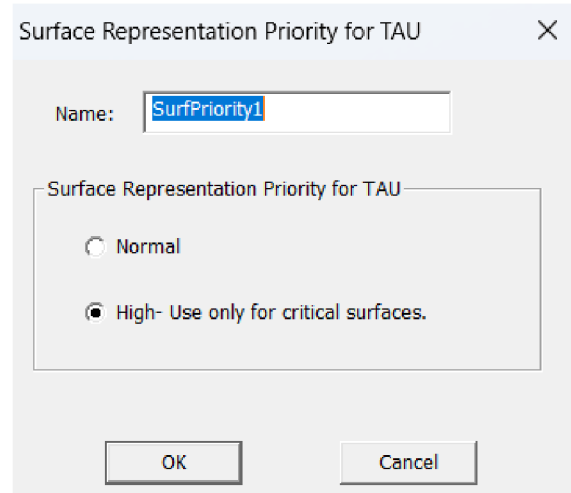 Surface Representation Priority for TAU
Name: SurfPriority1
Surface Representation Priority for TAU
Normal
High- Use only for critical surfaces.
OK Cancel